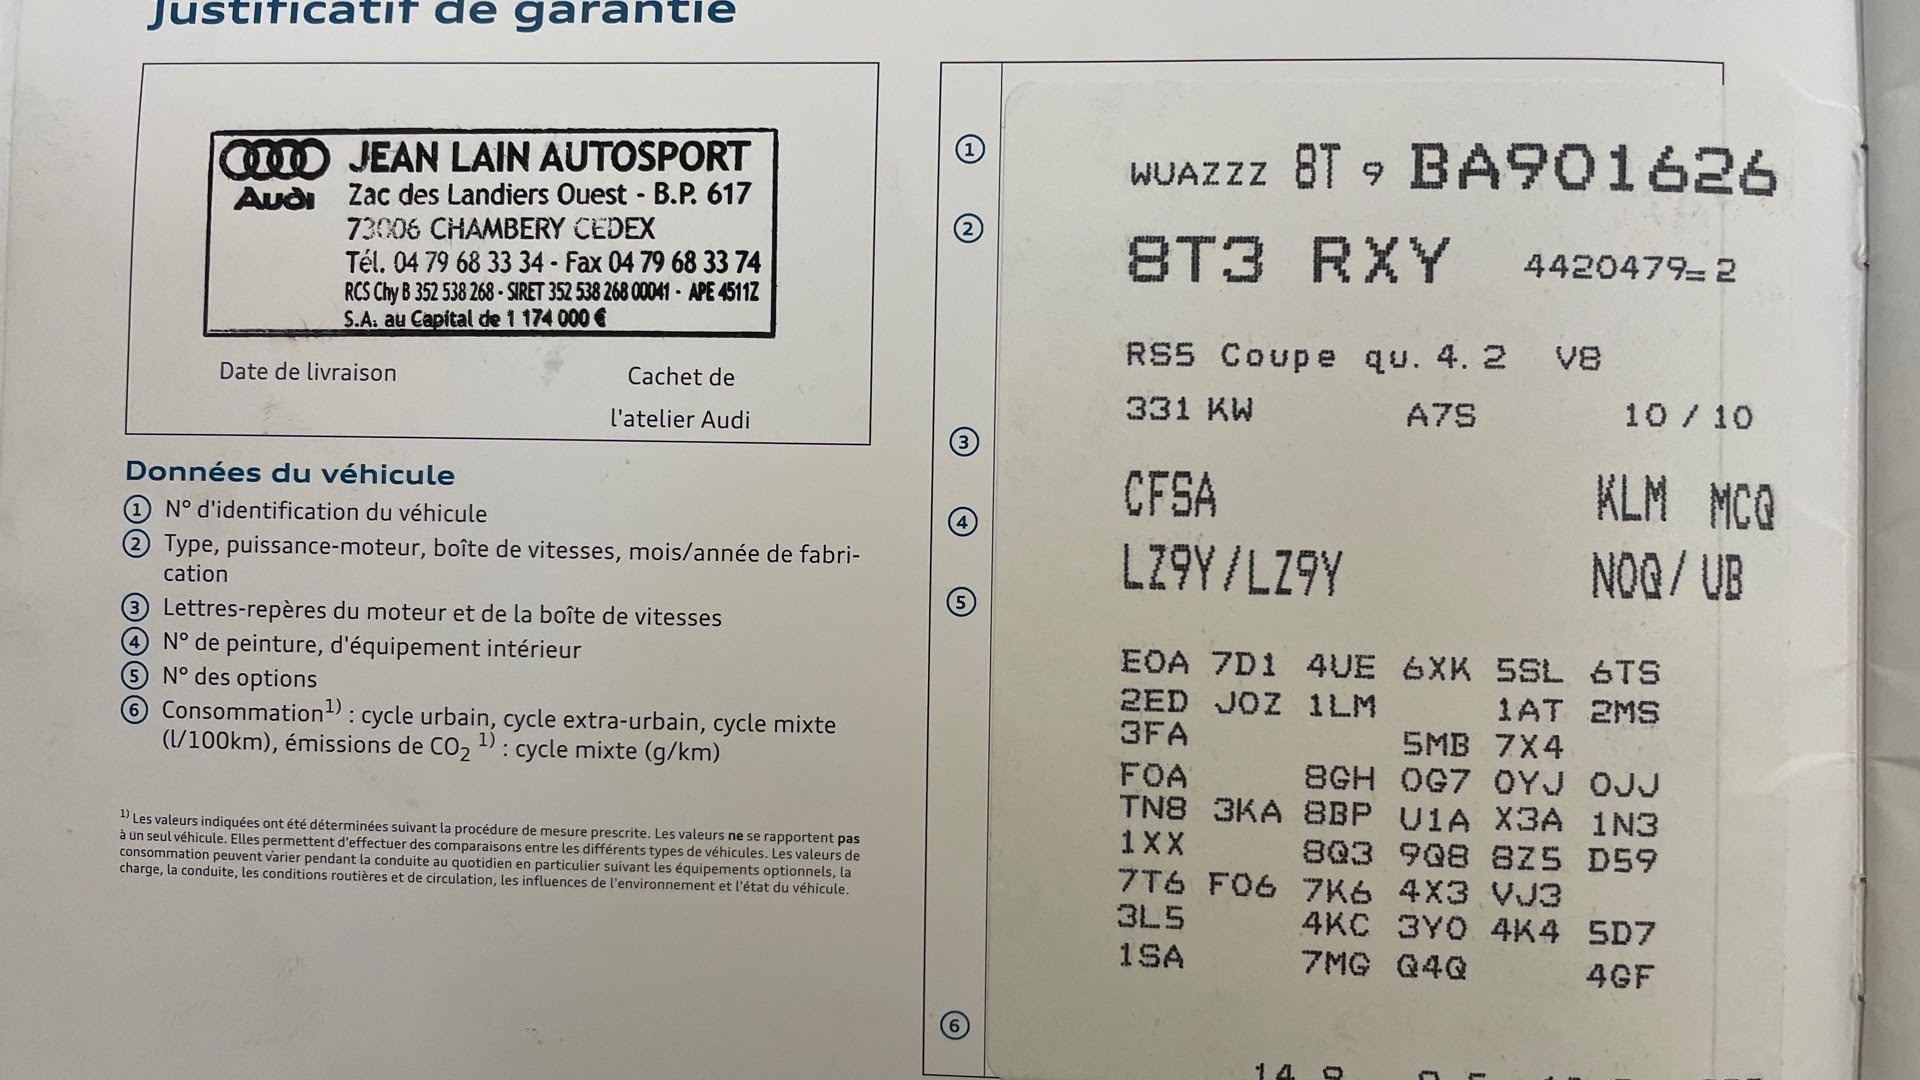 Justificatif de garantie
Audi
JEAN LAIN AUTOSPORT
Zac des Landiers Ouest - B.P. 617
73006 CHAMBERY CEDEX
Tél. 04 79 68 33 34 - Fax 04 79 68 33 74
RCS Chy B 352 538 268 - SIRET 352 538 268 00041 - APE 4511Z
S.A. au Capital de 1 174 000 €
Date de livraison
Cachet de
l'atelier Audi
Données du véhicule
① N° d'identification du véhicule
② Type, puissance-moteur, boîte de vitesses, mois/année de fabri-
cation
③ Lettres-repères du moteur et de la boîte de vitesses
④ N° de peinture, d'équipement intérieur
⑤ N° des options
⑥ Consommation1) : cycle urbain, cycle extra-urbain, cycle mixte
(l/100km), émissions de CO2 1) : cycle mixte (g/km)
1) Les valeurs indiquées ont été déterminées suivant la procédure de mesure prescrite. Les valeurs ne se rapportent pas
à un seul véhicule. Elles permettent d'effectuer des comparaisons entre les différents types de véhicules. Les valeurs de
consommation peuvent varier pendant la conduite au quotidien en particulier suivant les équipements optionnels, la
charge, la conduite, les conditions routières et de circulation, les influences de l'environnement et l'état du véhicule.
① WUAZZZ 8T 9 BA901626
② 8T3 RXY 4420479=2
RS5 Coupe qu. 4. 2 V8
331 KW A7S 10 / 10
③ CFSA KLM MCQ
④ LZ9Y/LZ9Y N0Q/ UB
⑤
E0A 7D1 4UE 6XK 5SL 6TS
2ED J0Z 1LM 1AT 2MS
3FA 5MB 7X4
F0A 8GH 0G7 0YJ 0JJ
TN8 3KA 8BP U1A X3A 1N3
1XX 8Q3 9Q8 8Z5 D59
7T6 F06 7K6 4X3 VJ3
3L5 4KC 3Y0 4K4 5D7
1SA 7MG Q4Q 4GF
⑥